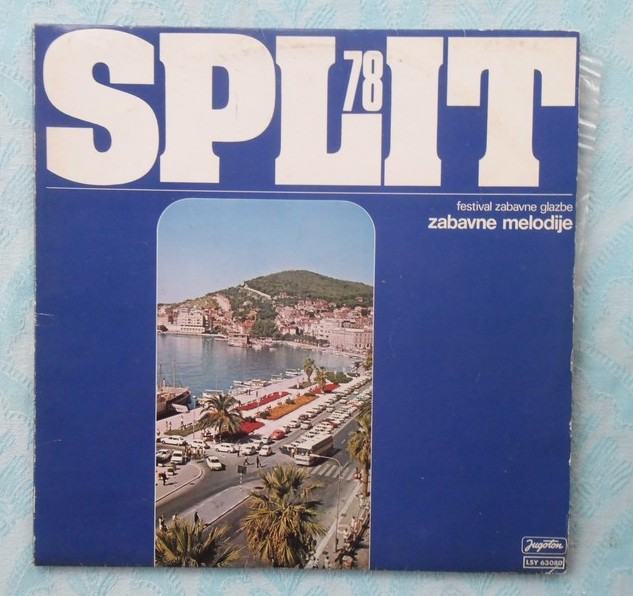 SPLIT
78
festival zabavne glazbe
zabavne melodije
Jugoton
LSY 63080